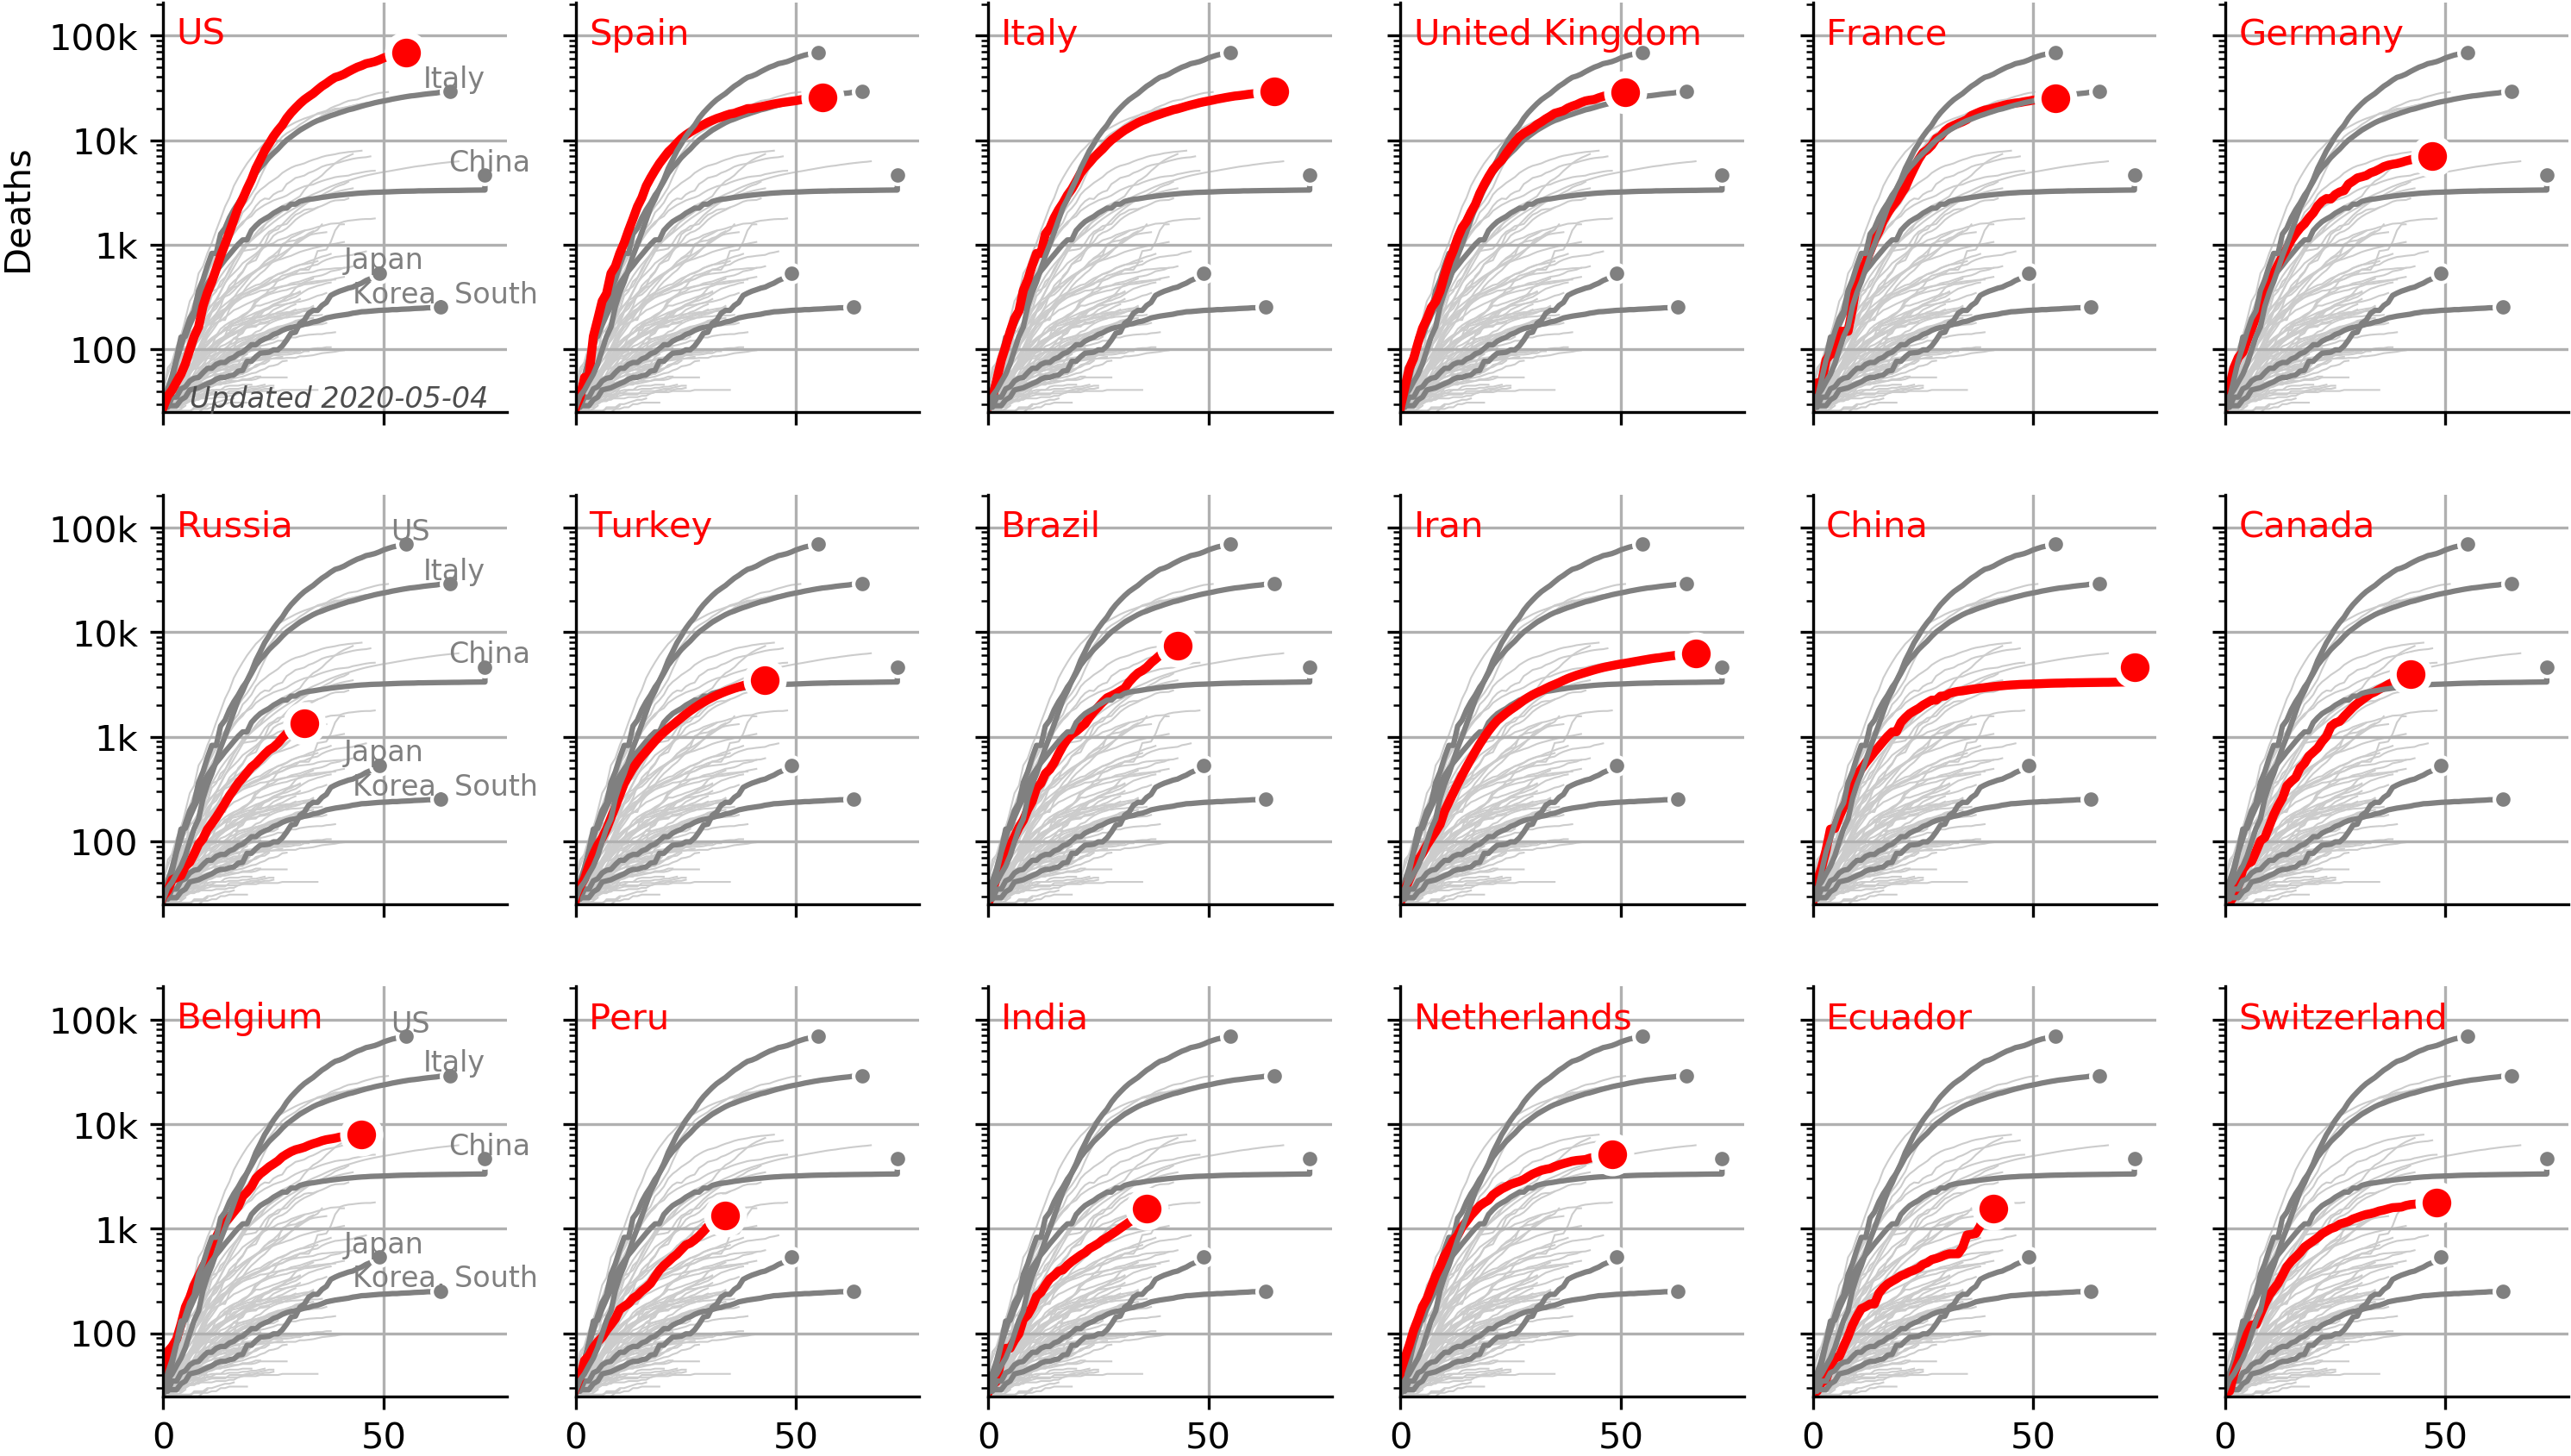 US
Spain
Italy
United Kingdom
France
Germany
100k
10k
1k
100
Deaths
Italy
China
Japan
Korea, South
Updated 2020-05-04
Russia
Turkey
Brazil
Iran
China
Canada
100k
10k
1k
100
US
Italy
China
Japan
Korea, South
Belgium
Peru
India
Netherlands
Ecuador
Switzerland
100k
10k
1k
100
US
Italy
China
Japan
Korea, South
0 50 0 50 0 50 0 50 0 50 0 50